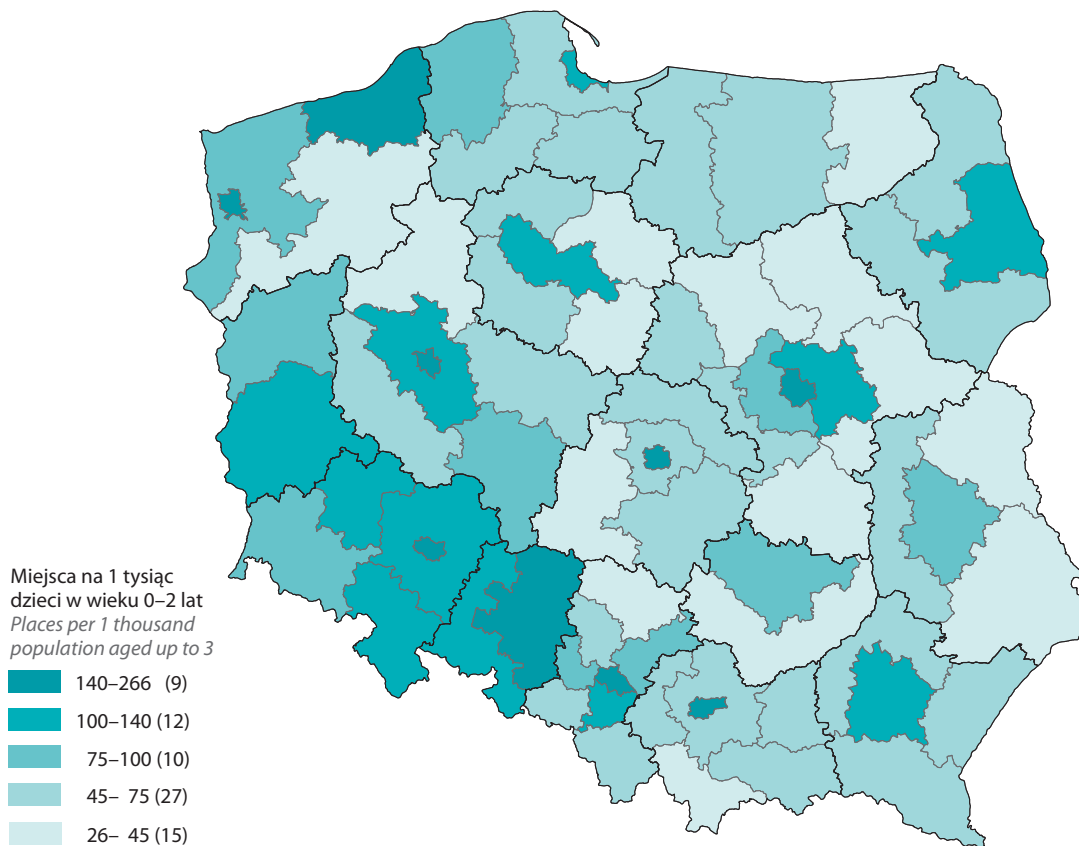 Miejsca na 1 tysiąc
dzieci w wieku 0–2 lat
Places per 1 thousand
population aged up to 3
140–266 (9)
100–140 (12)
75–100 (10)
45– 75 (27)
26– 45 (15)